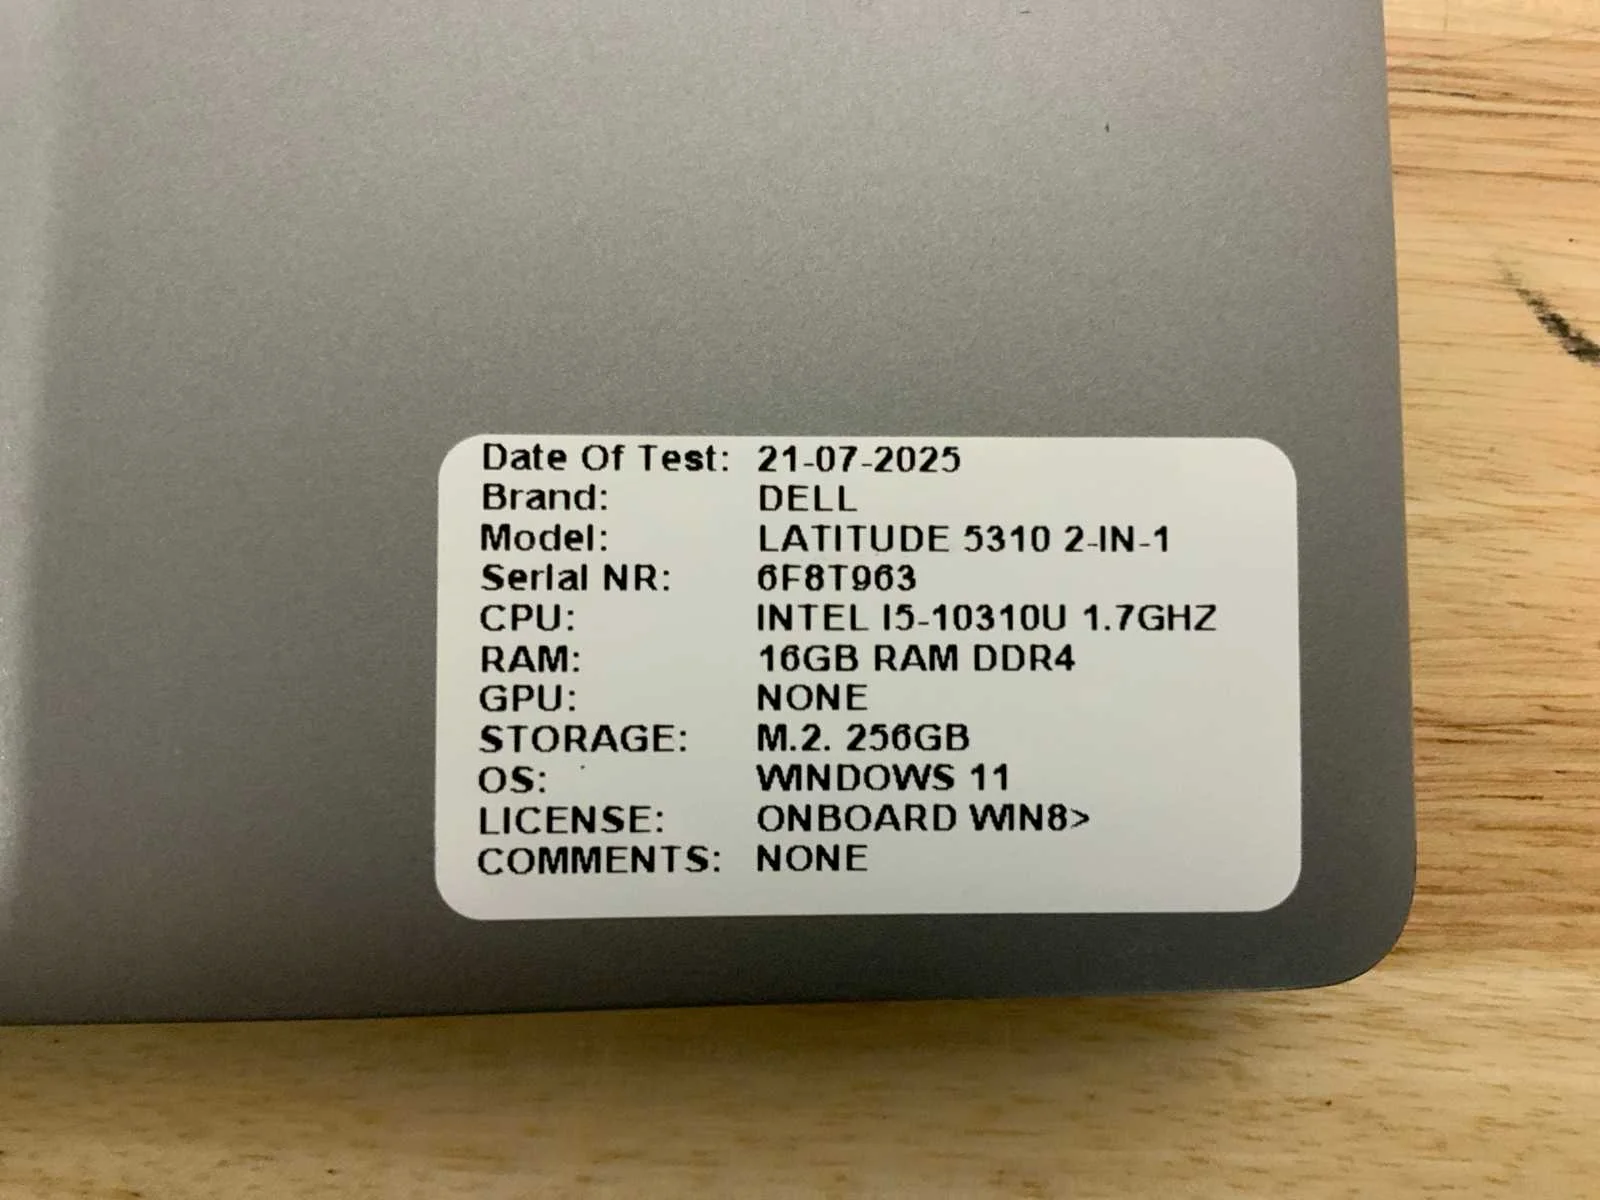 Date Of Test: 21-07-2025
Brand: DELL
Model: LATITUDE 5310 2-IN-1
Serial NR: 6F8T963
CPU: INTEL I5-10310U 1.7GHZ
RAM: 16GB RAM DDR4
GPU: NONE
STORAGE: M.2. 256GB
OS: WINDOWS 11
LICENSE: ONBOARD WIN8>
COMMENTS: NONE